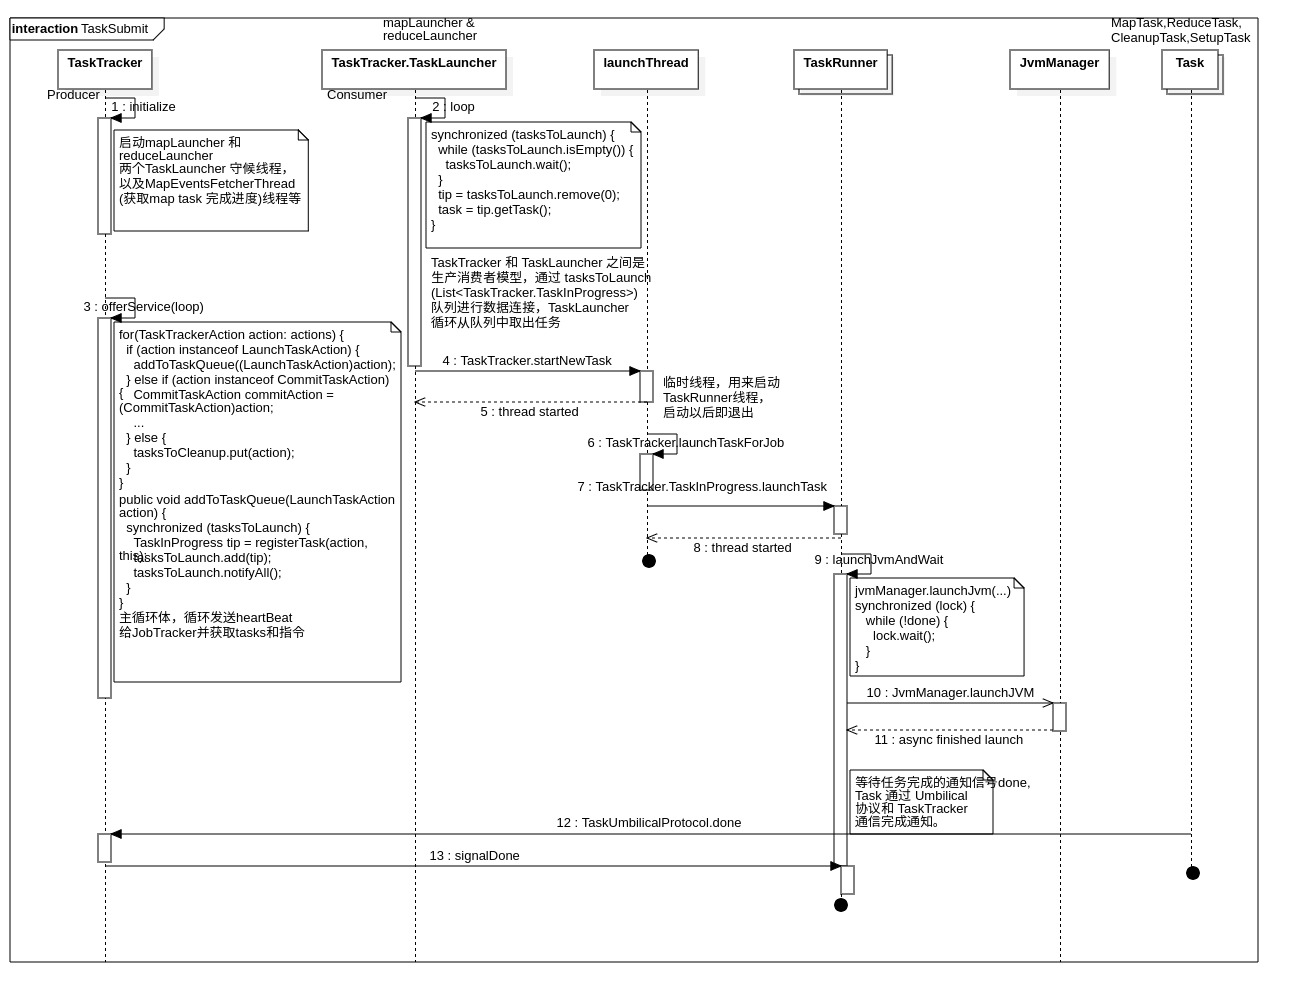 interaction TaskSubmit
mapLauncher &
reduceLauncher
MapTask,ReduceTask,
CleanupTask,SetupTask
TaskTracker
TaskTracker.TaskLauncher
launchThread
TaskRunner
JvmManager
Task
Producer
Consumer
1 : initialize
2 : loop
启动mapLauncher 和
reduceLauncher
两个TaskLauncher 守候线程，
以及MapEventsFetcherThread
(获取map task 完成进度)线程等
synchronized (tasksToLaunch) {
while (tasksToLaunch.isEmpty()) {
tasksToLaunch.wait();
}
tip = tasksToLaunch.remove(0);
task = tip.getTask();
}
TaskTracker 和 TaskLauncher 之间是
生产消费者模型，通过 tasksToLaunch
(List<TaskTracker.TaskInProgress>)
队列进行数据连接，TaskLauncher
循环从队列中取出任务
3 : offerService(loop)
for(TaskTrackerAction action: actions) {
if (action instanceof LaunchTaskAction) {
addToTaskQueue((LaunchTaskAction)action);
} else if (action instanceof CommitTaskAction)
{ CommitTaskAction commitAction =
(CommitTaskAction)action;
...
} else {
tasksToCleanup.put(action);
}
}
public void addToTaskQueue(LaunchTaskAction
action) {
synchronized (tasksToLaunch) {
TaskInProgress tip = registerTask(action,
this);
tasksToLaunch.add(tip);
tasksToLaunch.notifyAll();
}
}
主循环体，循环发送heartBeat
给JobTracker并获取tasks和指令
4 : TaskTracker.startNewTask
临时线程，用来启动
TaskRunner线程，
启动以后即退出
5 : thread started
6 : TaskTracker.launchTaskForJob
7 : TaskTracker.TaskInProgress.launchTask
8 : thread started
9 : launchJvmAndWait
jvmManager.launchJvm(...)
synchronized (lock) {
while (!done) {
lock.wait();
}
}
10 : JvmManager.launchJVM
11 : async finished launch
等待任务完成的通知信号done,
Task 通过 Umbilical
协议和 TaskTracker
通信完成通知。
12 : TaskUmbilicalProtocol.done
13 : signalDone